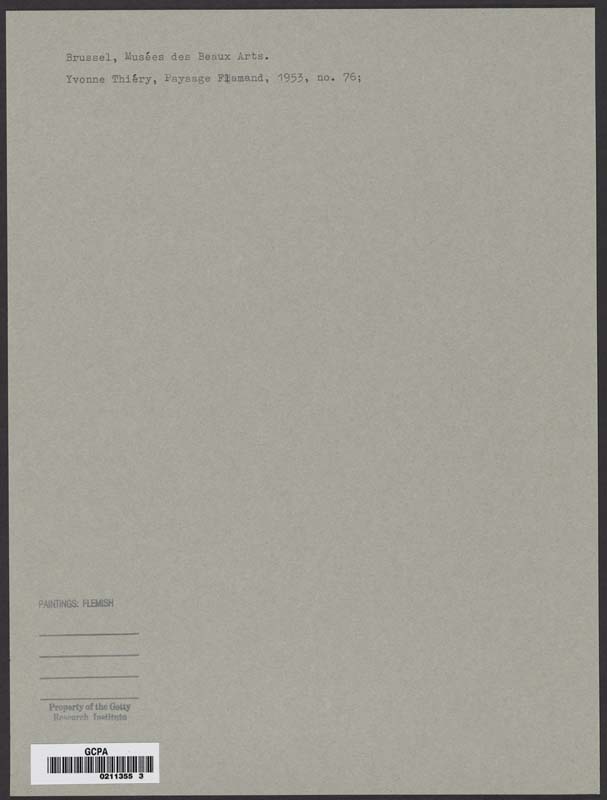 Brussel, Musées des Beaux Arts.
Yvonne Thiéry, Paysage Flamand, 1953, no. 76;
PAINTINGS: FLEMISH
Property of the Getty
Research Institute
GCPA
0211355 3